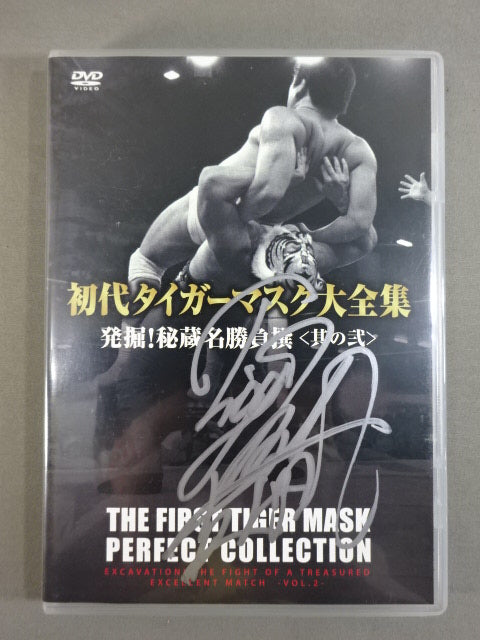 DVD
VIDEO
初代タイガーマスク大全集
発掘!秘蔵名勝負撰〈其の弐〉
THE FIRST TIGER MASK
PERFECT COLLECTION
EXCAVATION! THE FIGHT OF A TREASURED
EXCELLENT MATCH -VOL.2-